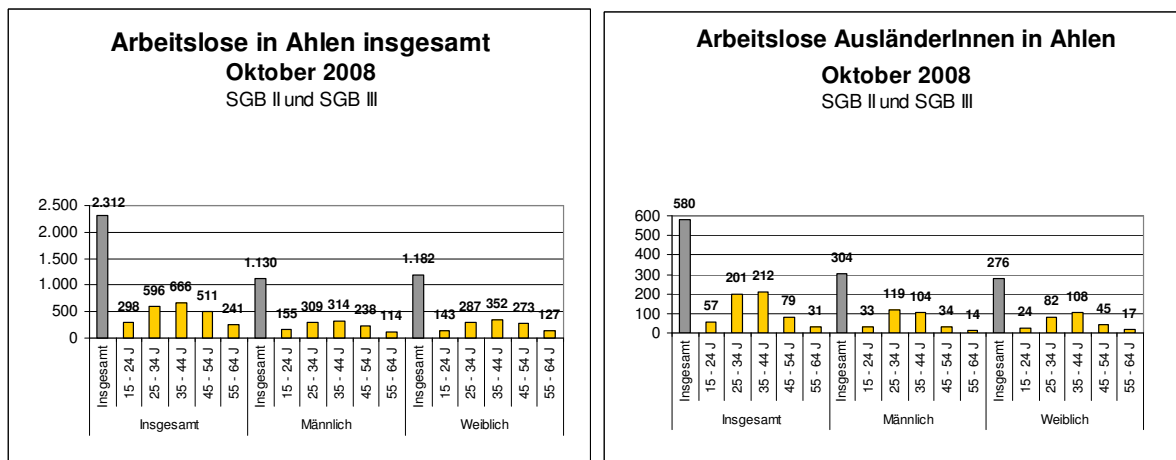 Arbeitslose in Ahlen insgesamt
Oktober 2008
SGB II und SGB III
2.500
2.000
1.500
1.000
500
0
2.312
298
596
666
511
241
1.130
155
309
314
238
114
1.182
143
287
352
273
127
Insgesamt
15 - 24 J
25 - 34 J
35 - 44 J
45 - 54 J
55 - 64 J
Insgesamt
15 - 24 J
25 - 34 J
35 - 44 J
45 - 54 J
55 - 64 J
Insgesamt
15 - 24 J
25 - 34 J
35 - 44 J
45 - 54 J
55 - 64 J
Insgesamt
Männlich
Weiblich
Arbeitslose AusländerInnen in Ahlen
Oktober 2008
SGB II und SGB III
600
500
400
300
200
100
0
580
57
201
212
79
31
304
33
119
104
34
14
276
24
82
108
45
17
Insgesamt
15 - 24 J
25 - 34 J
35 - 44 J
45 - 54 J
55 - 64 J
Insgesamt
15 - 24 J
25 - 34 J
35 - 44 J
45 - 54 J
55 - 64 J
Insgesamt
15 - 24 J
25 - 34 J
35 - 44 J
45 - 54 J
55 - 64 J
Insgesamt
Männlich
Weiblich